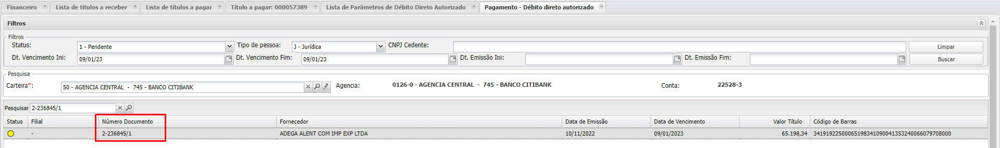 Financeiro Lista de títulos a receber Lista de títulos a pagar Título a pagar: 000057389 Lista de Parâmetros de Débito Direto Autorizado Pagamento - Débito direto autorizado
Filtros
Filtros
Status: 1 - Pendente Tipo de pessoa: J - Jurídica CNPJ Cedente: Limpar
Dt. Vencimento Ini: 09/01/23 Dt. Vencimento Fim: 09/01/23 Dt. Emissão Ini: Dt. Emissão Fim: Buscar
Pesquisa
Carteira*: 50 - AGENCIA CENTRAL - 745 - BANCO CITIBANK Agencia: 0126-0 - AGENCIA CENTRAL - 745 - BANCO CITIBANK Conta: 22528-3
Pesquisar 2-236845/1
Status Filial Número Documento Fornecedor Data de Emissão Data de Vencimento Valor Título Código de Barras
- 2-236845/1 ADEGA ALENT COM IMP EXP LTDA 10/11/2022 09/01/2023 65.198,34 34191922500065198341090041353240066079708000